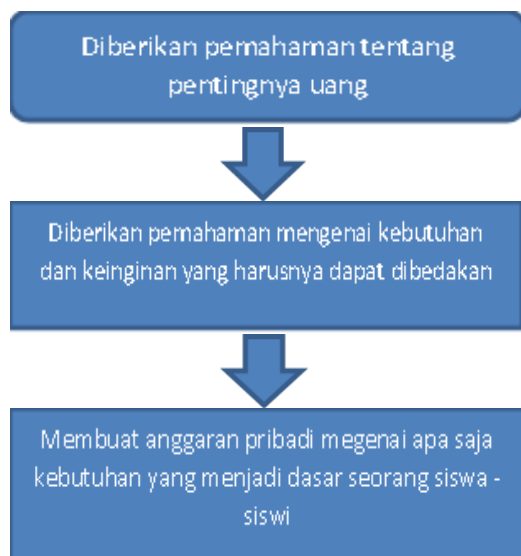 Diberikan pemahaman tentang
pentingnya uang
Diberikan pemahaman mengenai kebutuhan
dan keinginan yang harusnya dapat dibedakan
Membuat anggaran pribadi megenai apa saja
kebutuhan yang menjadi dasar seorang siswa -
siswi